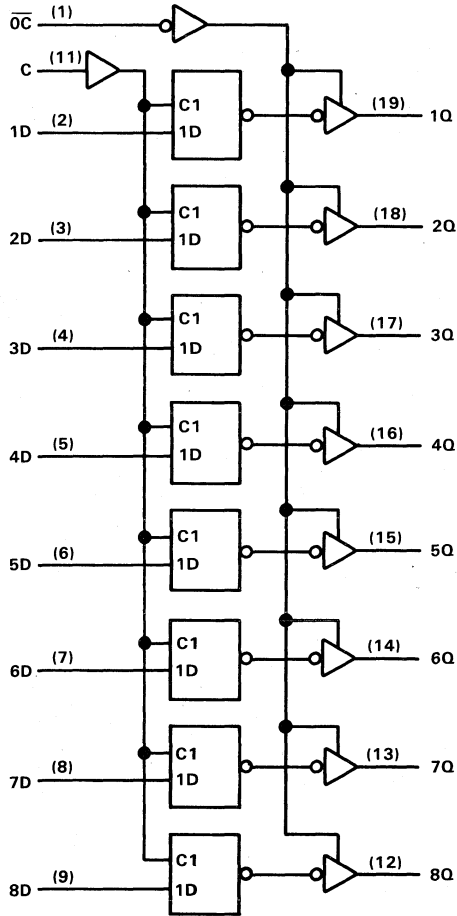 OC (1)
C (11)
C1 (19)
1D (2) 1D 1Q
C1 (18)
2D (3) 1D 2Q
C1 (17)
3D (4) 1D 3Q
C1 (16)
4D (5) 1D 4Q
C1 (15)
5D (6) 1D 5Q
C1 (14)
6D (7) 1D 6Q
C1 (13)
7D (8) 1D 7Q
C1 (12)
8D (9) 1D 8Q